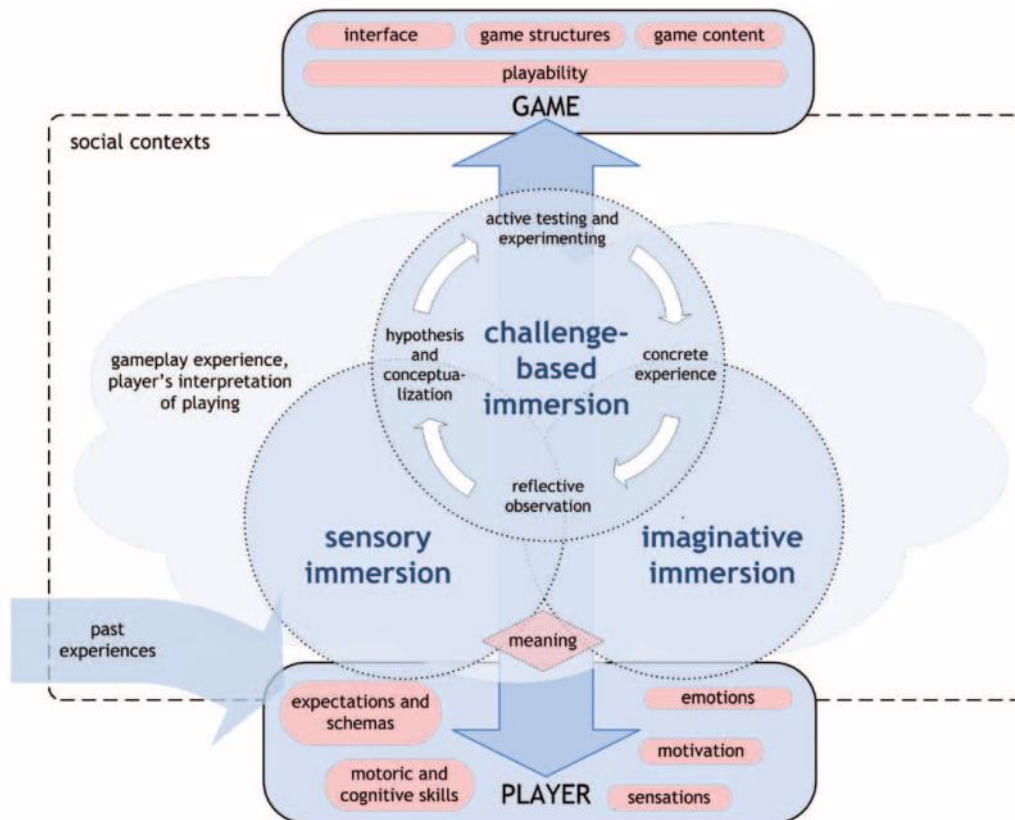 interface
game structures
game content
playability
GAME
social contexts
active testing and
experimenting
hypothesis
and
conceptua-
lization
challenge-
based
immersion
concrete
experience
gameplay experience,
player's interpretation
of playing
reflective
observation
sensory
immersion
imaginative
immersion
past
experiences
meaning
expectations and
schemas
emotions
motivation
motoric and
cognitive skills
PLAYER
sensations